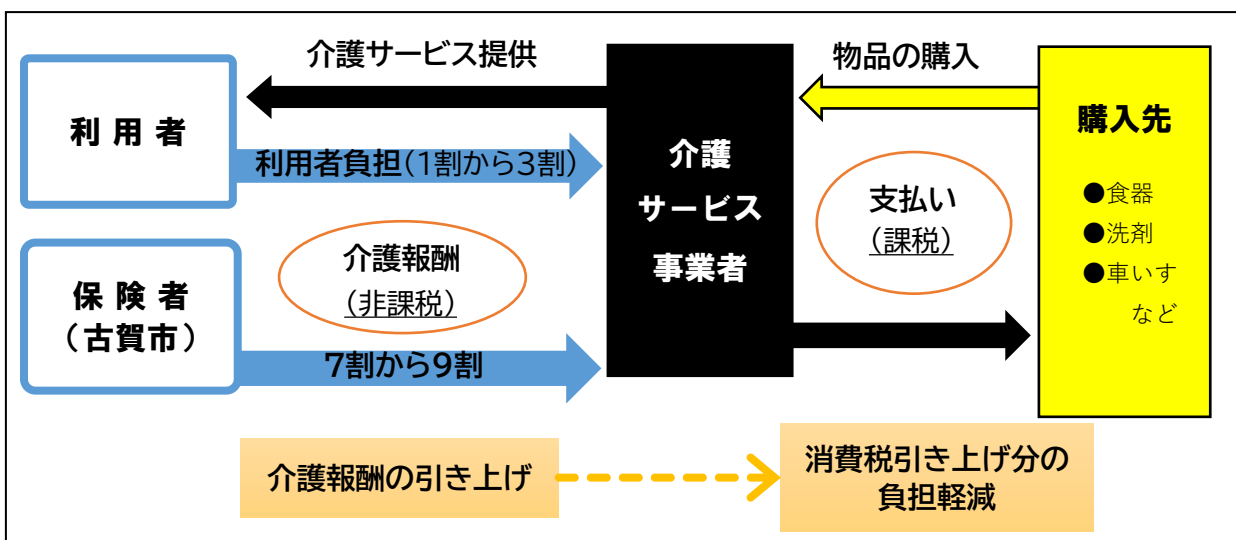 介護サービス提供
物品の購入
利用者
利用者負担(1割から3割)
介護
サービス
事業者
購入先
●食器
●洗剤
●車いす
など
支払い
(課税)
介護報酬
(非課税)
保険者
(古賀市)
7割から9割
介護報酬の引き上げ
消費税引き上げ分の
負担軽減